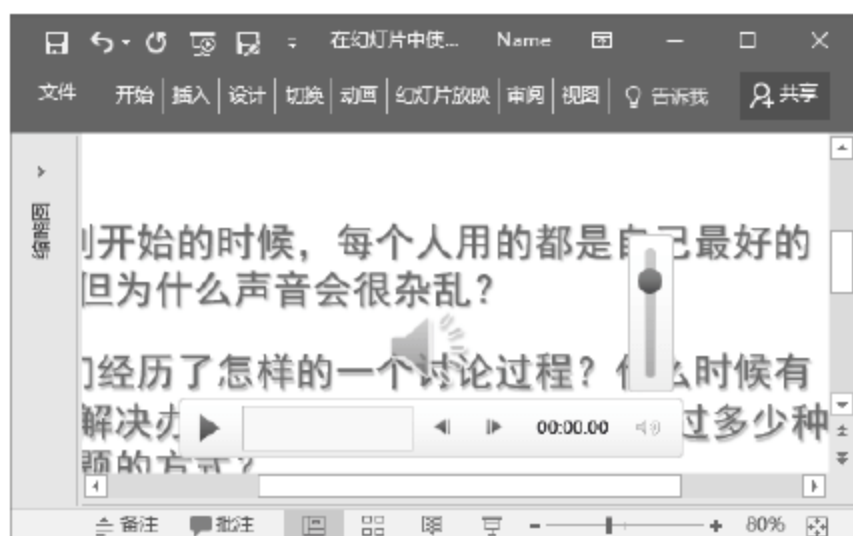 在幻灯片中使... Name
文件 开始 插入 设计 切换 动画 幻灯片放映 审阅 视图 告诉我 共享
缩略图
开始的时候，每个人用的都是自己最好的
但为什么声音会很杂乱？
经历了怎样的一个讨论过程？什么时候有
解决办 过多少种
题的方式？
00:00.00
备注 批注 80%